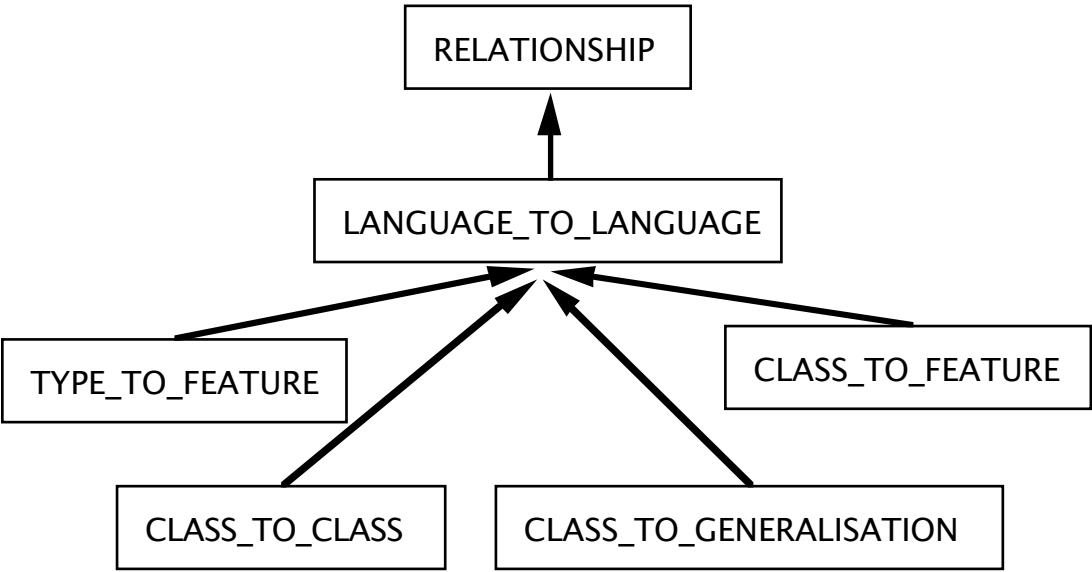 RELATIONSHIP
LANGUAGE_TO_LANGUAGE
TYPE_TO_FEATURE
CLASS_TO_FEATURE
CLASS_TO_CLASS
CLASS_TO_GENERALISATION